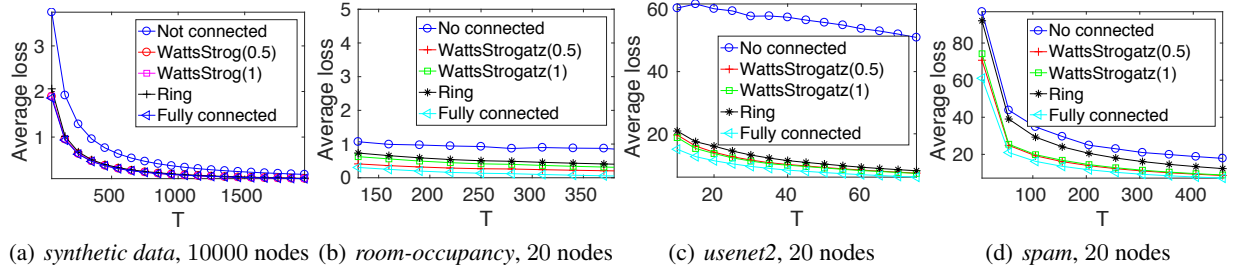 Average loss
3
2
1
500
1000
1500
T
Not connected
WattsStrog(0.5)
WattsStrog(1)
Ring
Fully connected
(a) synthetic data, 10000 nodes
Average loss
5
4
3
2
1
0
150
200
250
300
350
T
No connected
WattsStrogatz(0.5)
WattsStrogatz(1)
Ring
Fully connected
(b) room-occupancy, 20 nodes
Average loss
60
40
20
20
40
60
T
No connected
WattsStrogatz(0.5)
WattsStrogatz(1)
Ring
Fully connected
(c) usenet2, 20 nodes
Average loss
80
60
40
20
100
200
300
400
T
No connected
WattsStrogatz(0.5)
WattsStrogatz(1)
Ring
Fully connected
(d) spam, 20 nodes